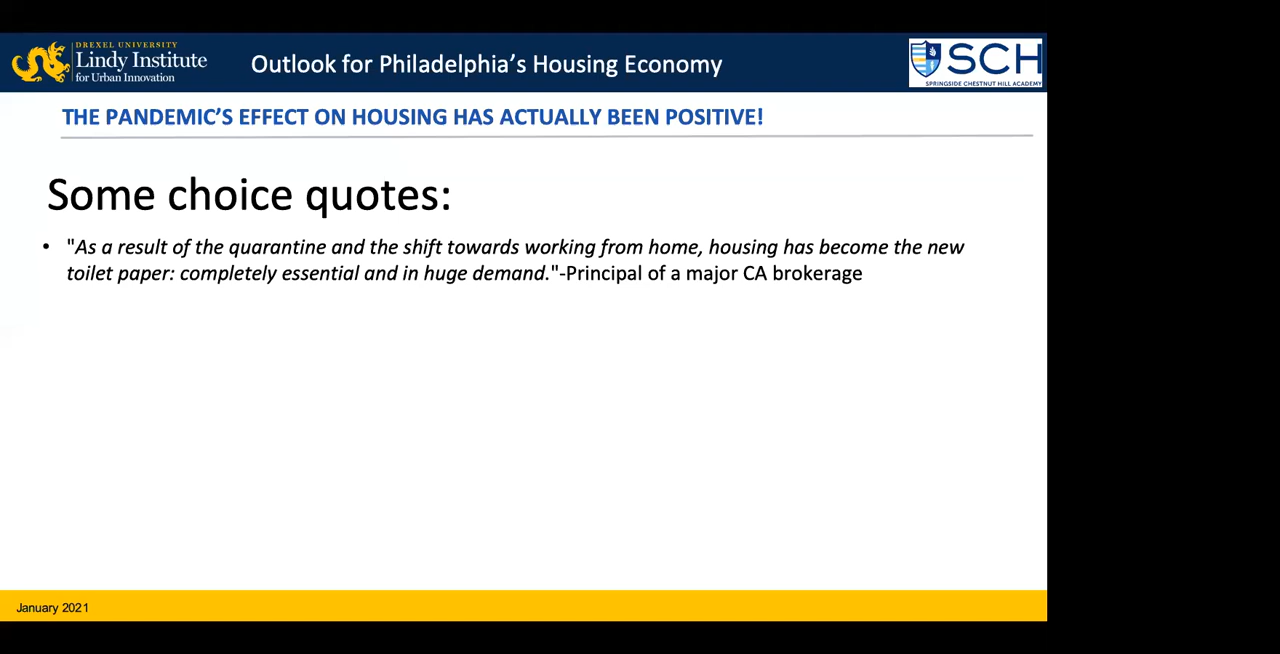 DREXEL UNIVERSITY
Lindy Institute
for Urban Innovation
Outlook for Philadelphia’s Housing Economy
SCH
SPRINGSIDE CHESTNUT HILL ACADEMY
THE PANDEMIC’S EFFECT ON HOUSING HAS ACTUALLY BEEN POSITIVE!
Some choice quotes:
• "As a result of the quarantine and the shift towards working from home, housing has become the new
toilet paper: completely essential and in huge demand."-Principal of a major CA brokerage
January 2021